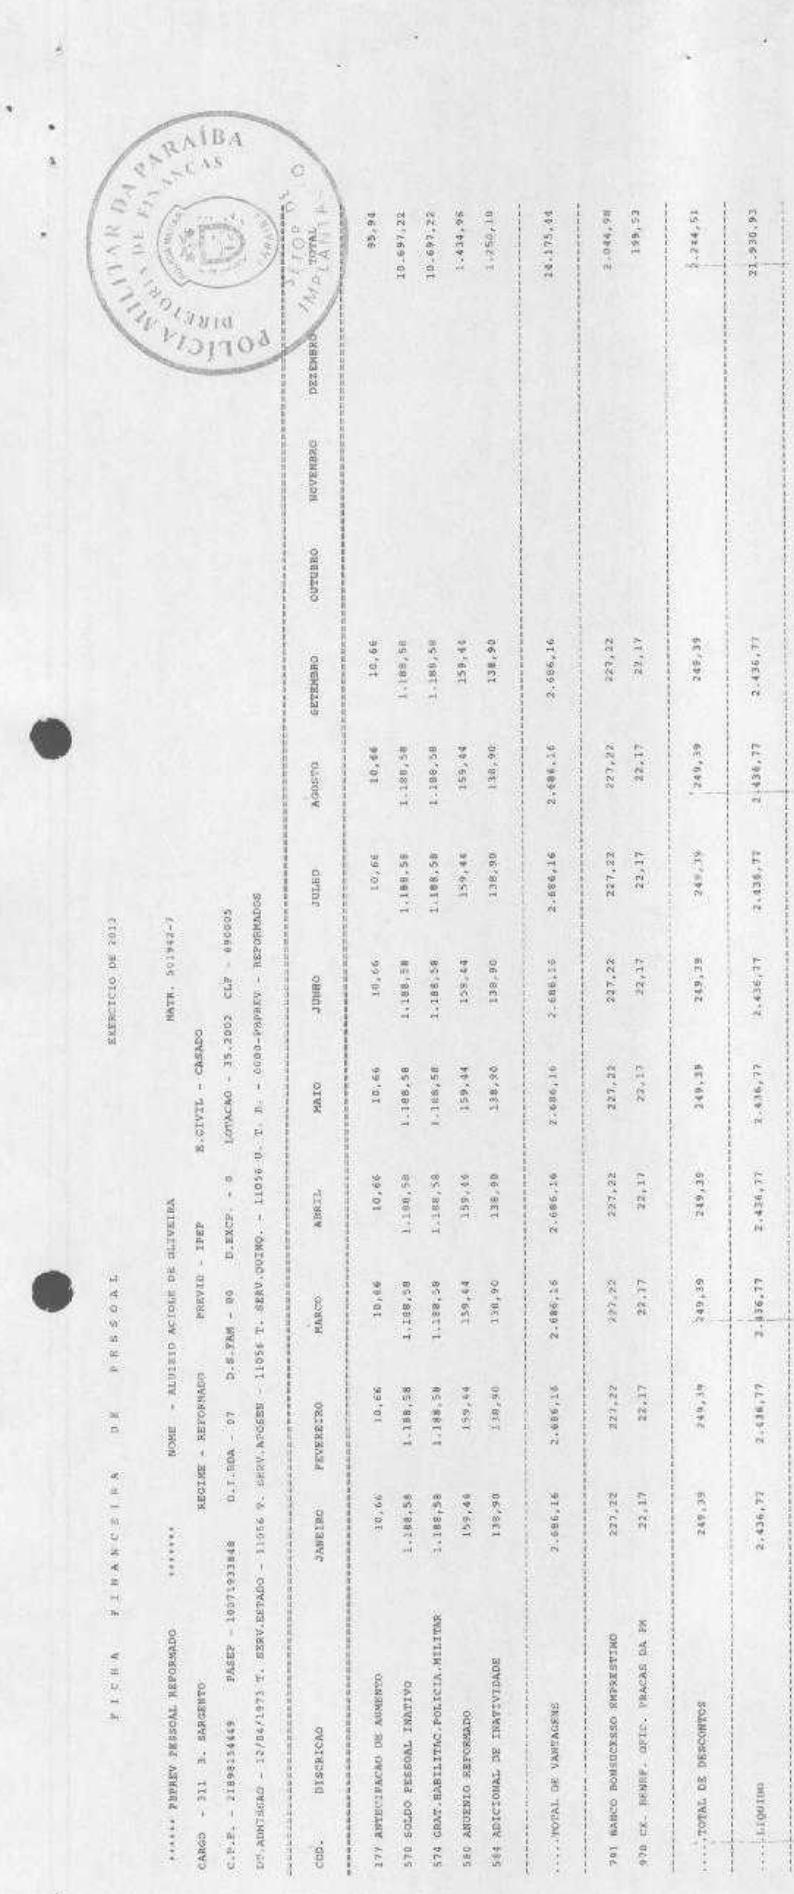 POLÍCIA MILITAR DA PARAÍBA
DIRETORIA DE FINANÇAS
SETOR DE
IMPLANTA
FICHA FINANCEIRA DE PESSOAL EXERCICIO DE 2013
****** PBPREV PESSOAL REFORMADO ******* NOME - ALUIZIO ACIOLE DE OLIVEIRA MATR. 501942-7
CARGO - 311 3. SARGENTO REGIME - REFORMADO PREVID - IPEP E.CIVIL - CASADO
C.P.F. - 21898154449 PASEP - 1007193848 D.I.RDA - 07 D.S.FAM - 00 D.EXCP. - 0 LOTACAO - 35.2002 CLF - 690005
DT.ADMISSAO - 12/04/1973 T. SERV.ESTADO - 11056 T. SERV.APOSEN - 11056 T. SERV.QUINQ. - 11056 U. T. B. - 0000-PBPREV - REFORMADOS
COD. DISCRICAO JANEIRO FEVEREIRO MARCO ABRIL MAIO JUNHO JULHO AGOSTO SETEMBRO OUTUBRO NOVEMBRO DEZEMBRO TOTAL
177 ANTECIPACAO DE AUMENTO 10,66 10,66 10,66 10,66 10,66 10,66 10,66 10,66 10,66 95,94
570 SOLDO PESSOAL INATIVO 1.188,58 1.188,58 1.188,58 1.188,58 1.188,58 1.188,58 1.188,58 1.188,58 1.188,58 10.697,22
574 GRAT.HABILITAC.POLICIA.MILITAR 1.188,58 1.188,58 1.188,58 1.188,58 1.188,58 1.188,58 1.188,58 1.188,58 1.188,58 10.697,22
580 ANUENIO REFORMADO 159,44 159,44 159,44 159,44 159,44 159,44 159,44 159,44 159,44 1.434,96
584 ADICIONAL DE INATIVIDADE 138,90 138,90 138,90 138,90 138,90 138,90 138,90 138,90 138,90 1.250,10
.....TOTAL DE VANTAGENS 2.686,16 2.686,16 2.686,16 2.686,16 2.686,16 2.686,16 2.686,16 2.686,16 2.686,16 24.175,44
791 BANCO BONSUCESSO EMPRESTIMO 227,22 227,22 227,22 227,22 227,22 227,22 227,22 227,22 227,22 2.044,98
970 CX. BENEF. OFIC. PRACAS DA PM 22,17 22,17 22,17 22,17 22,17 22,17 22,17 22,17 22,17 199,53
.....TOTAL DE DESCONTOS 249,39 249,39 249,39 249,39 249,39 249,39 249,39 249,39 249,39 2.244,51
.....LIQUIDO 2.436,77 2.436,77 2.436,77 2.436,77 2.436,77 2.436,77 2.436,77 2.436,77 2.436,77 21.930,93